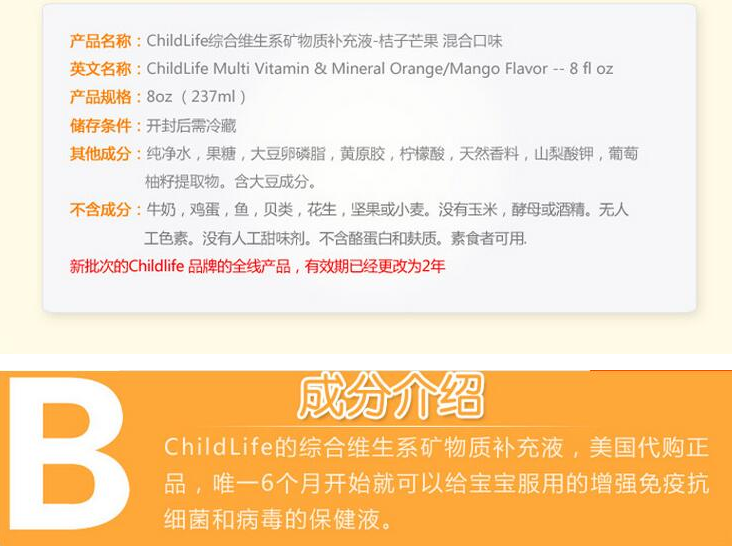 产品名称：ChildLife综合维生系矿物质补充液-桔子芒果 混合口味
英文名称：ChildLife Multi Vitamin & Mineral Orange/Mango Flavor -- 8 fl oz
产品规格：8oz（237ml）
储存条件：开封后需冷藏
其他成分：纯净水，果糖，大豆卵磷脂，黄原胶，柠檬酸，天然香料，山梨酸钾，葡萄
柚籽提取物。含大豆成分。
不含成分：牛奶，鸡蛋，鱼，贝类，花生，坚果或小麦。没有玉米，酵母或酒精。无人
工色素。没有人工甜味剂。不含酪蛋白和麸质。素食者可用.
新批次的Childlife 品牌的全线产品，有效期已经更改为2年
B
成分介绍
ChildLife的综合维生系矿物质补充液，美国代购正
品，唯一6个月开始就可以给宝宝服用的增强免疫抗
细菌和病毒的保健液。